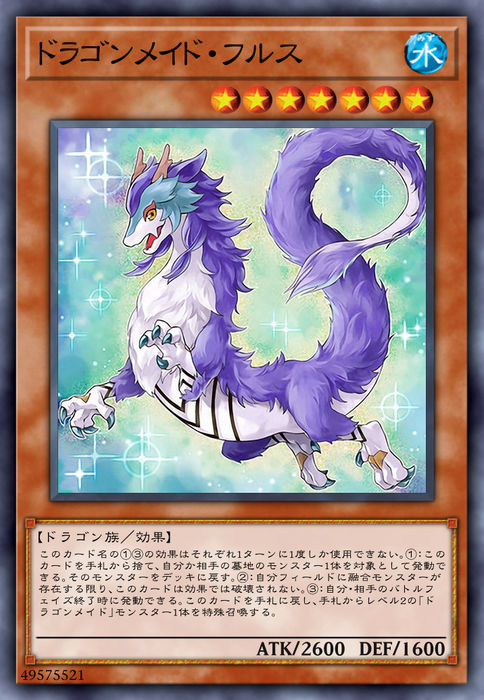 ドラゴンメイド・フルス
みず
水
【ドラゴン族／効果】
このカード名の①③の効果はそれぞれ1ターンに1度しか使用できない。①：この
カードを手札から捨て、自分か相手の墓地のモンスター1体を対象として発動でき
る。そのモンスターをデッキに戻す。②：自分フィールドに融合モンスターが
存在する限り、このカードは効果では破壊されない。③：自分・相手のバトルフ
ェイズ終了時に発動できる。このカードを手札に戻し、手札からレベル2の「ド
ラゴンメイド」モンスター1体を特殊召喚する。
ATK/2600 DEF/1600
49575521